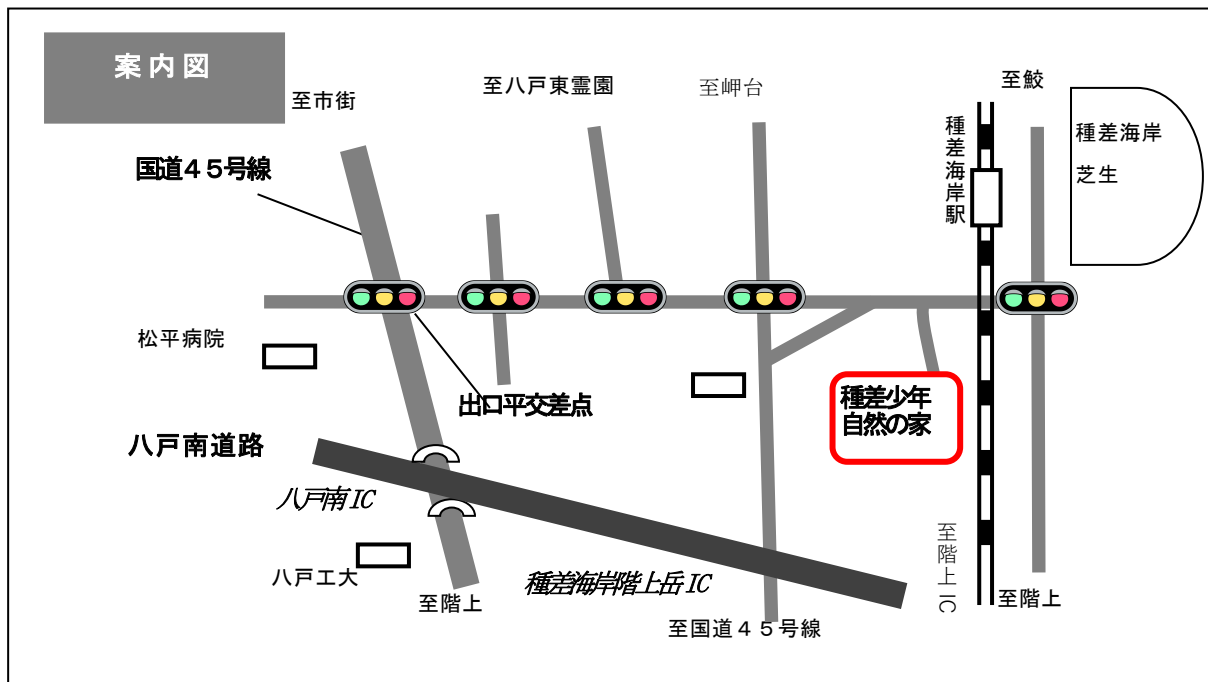 案内図
至市街
至八戸東霊園
至岬台
至鮫
国道４５号線
種差海岸駅
種差海岸
芝生
松平病院
出口平交差点
種差少年
自然の家
八戸南道路
八戸南IC
八戸工大
種差海岸階上岳IC
至階上
至階上IC
至階上
至国道４５号線